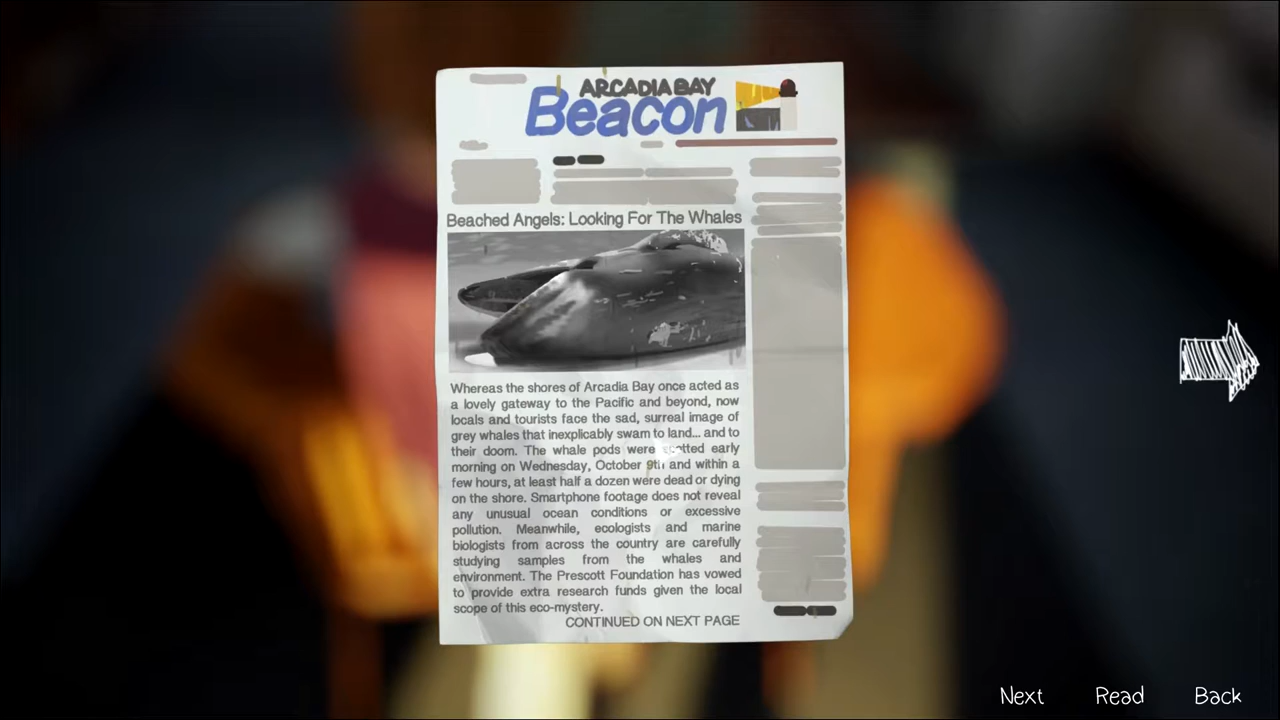 ARCADIA BAY
Beacon
Beached Angels: Looking For The Whales
Whereas the shores of Arcadia Bay once acted as
a lovely gateway to the Pacific and beyond, now
locals and tourists face the sad, surreal image of
grey whales that inexplicably swam to land... and to
their doom. The whale pods were spotted early
morning on Wednesday, October 9th and within a
few hours, at least half a dozen were dead or dying
on the shore. Smartphone footage does not reveal
any unusual ocean conditions or excessive
pollution. Meanwhile, ecologists and marine
biologists from across the country are carefully
studying samples from the whales and
environment. The Prescott Foundation has vowed
to provide extra research funds given the local
scope of this eco-mystery.
CONTINUED ON NEXT PAGE
Next Read Back